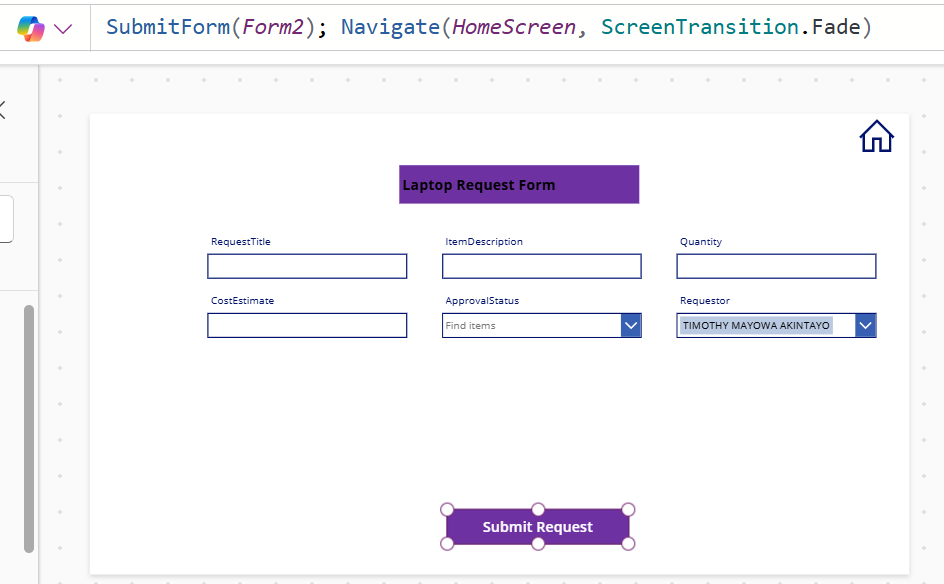 SubmitForm(Form2); Navigate(HomeScreen, ScreenTransition.Fade)
Laptop Request Form
RequestTitle ItemDescription Quantity
CostEstimate ApprovalStatus Requestor
Find items TIMOTHY MAYOWA AKINTAYO
Submit Request